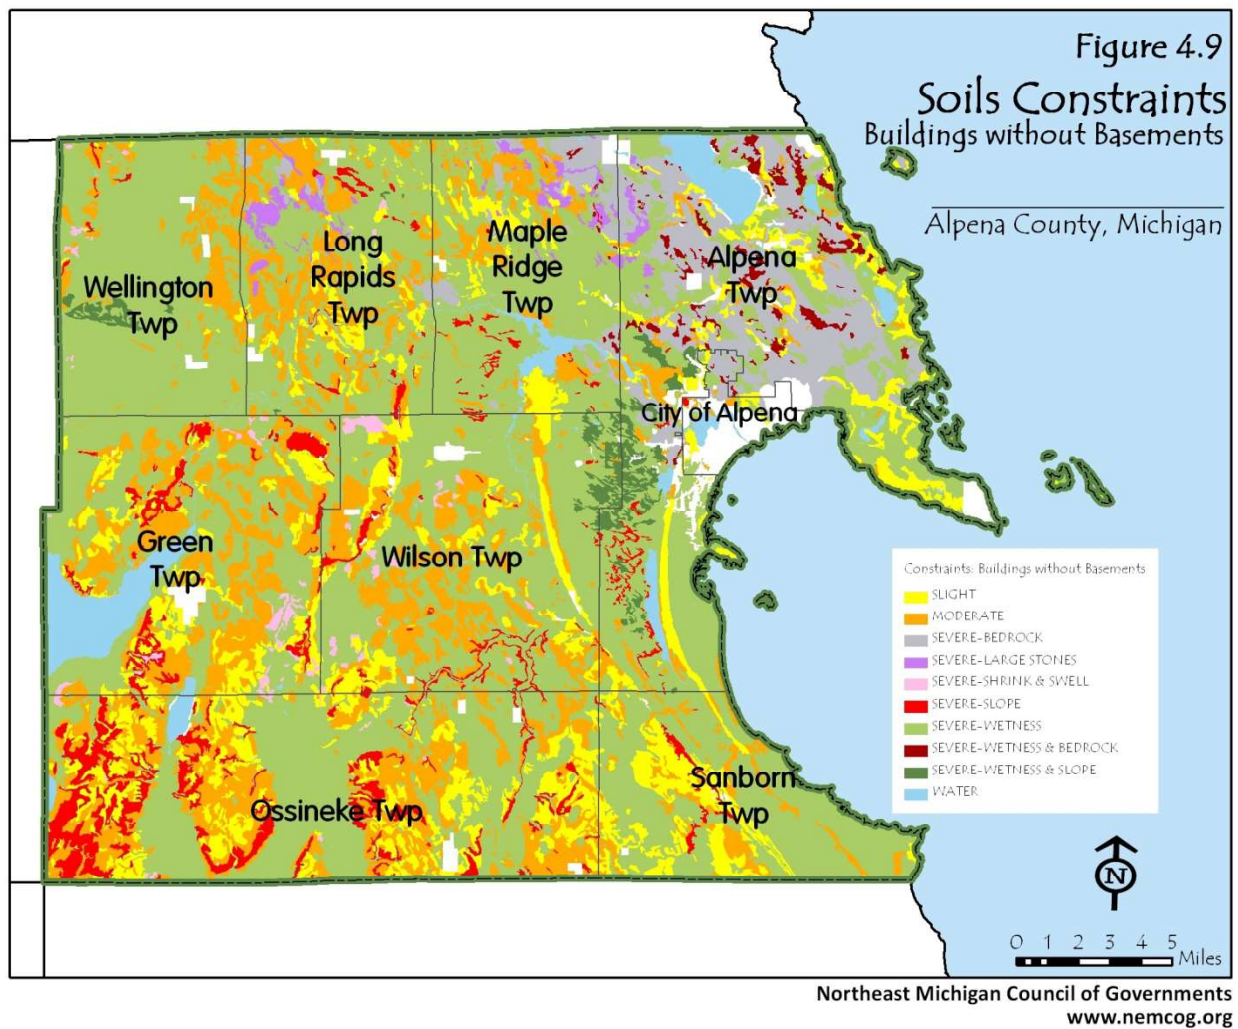 Figure 4.9
Soils Constraints
Buildings without Basements
Alpena County, Michigan
Wellington
Twp
Long
Rapids
Twp
Maple
Ridge
Twp
Alpena
Twp
City of Alpena
Green
Twp
Wilson Twp
Ossineke Twp
Sanborn
Twp
Constraints: Buildings without Basements
SLIGHT
MODERATE
SEVERE-BEDROCK
SEVERE-LARGE STONES
SEVERE-SHRINK & SWELL
SEVERE-SLOPE
SEVERE-WETNESS
SEVERE-WETNESS & BEDROCK
SEVERE-WETNESS & SLOPE
WATER
N
0 1 2 3 4 5
Miles
Northeast Michigan Council of Governments
www.nemcog.org